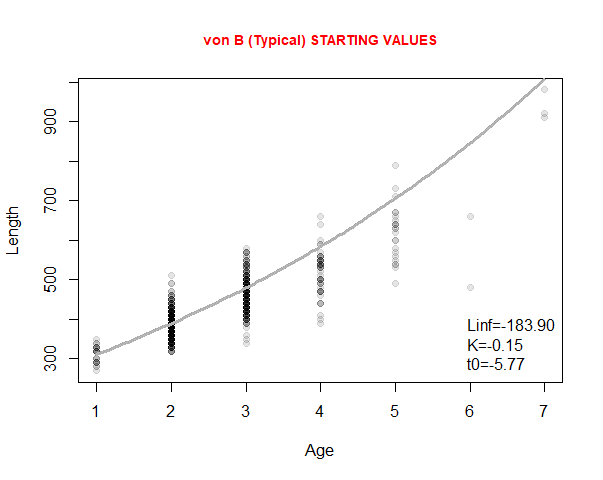 von B (Typical) STARTING VALUES
Length
900
700
500
300
Linf=-183.90
K=-0.15
t0=-5.77
1 2 3 4 5 6 7
Age